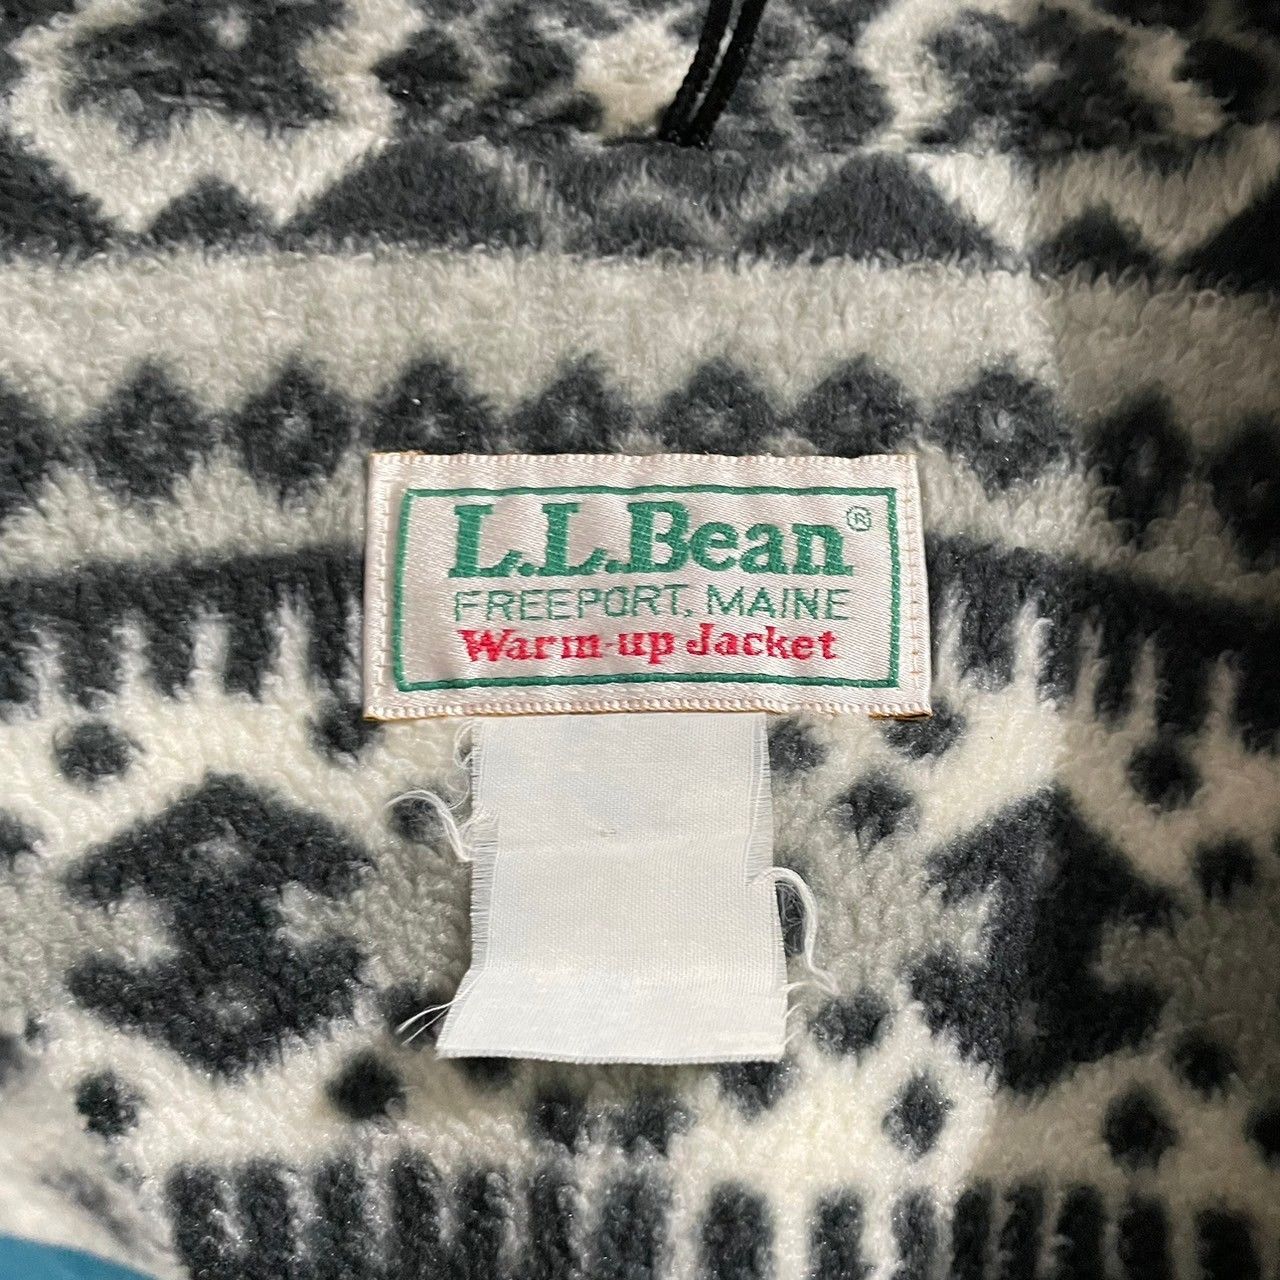 L.L.Bean®
FREEPORT, MAINE
Warm-up Jacket